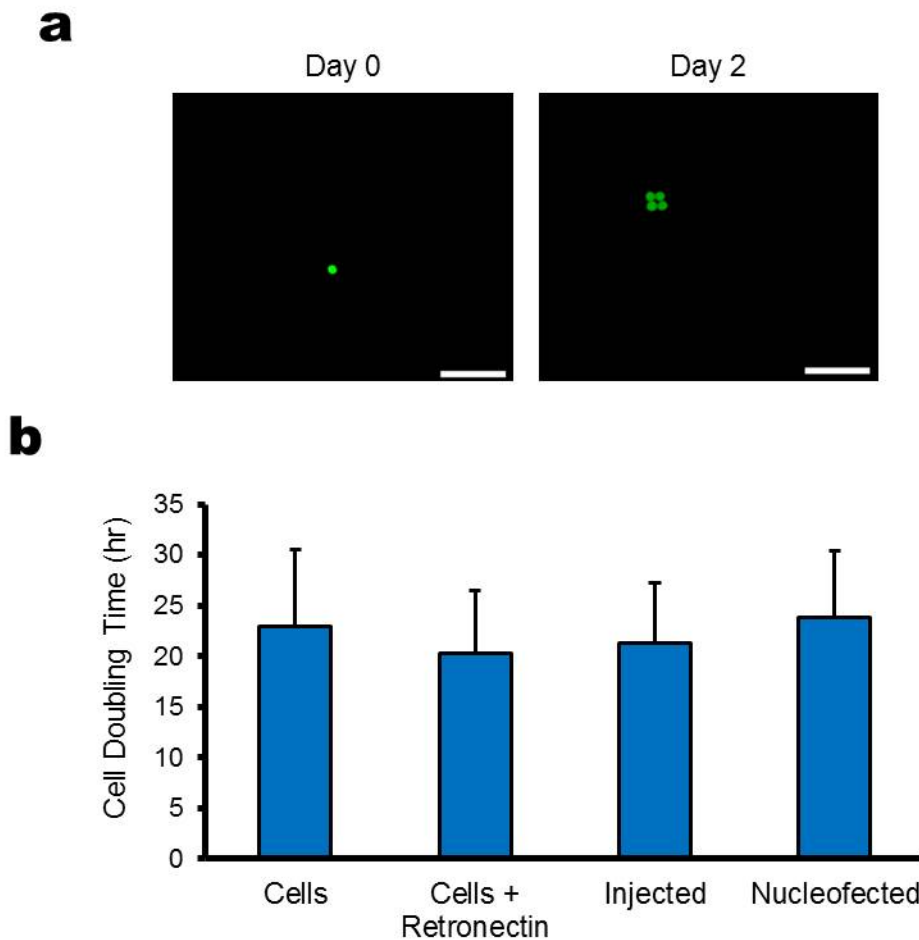 a
Day 0 Day 2
b
Cell Doubling Time (hr)
35
30
25
20
15
10
5
0
Cells Cells + Injected Nucleofected
Retronectin